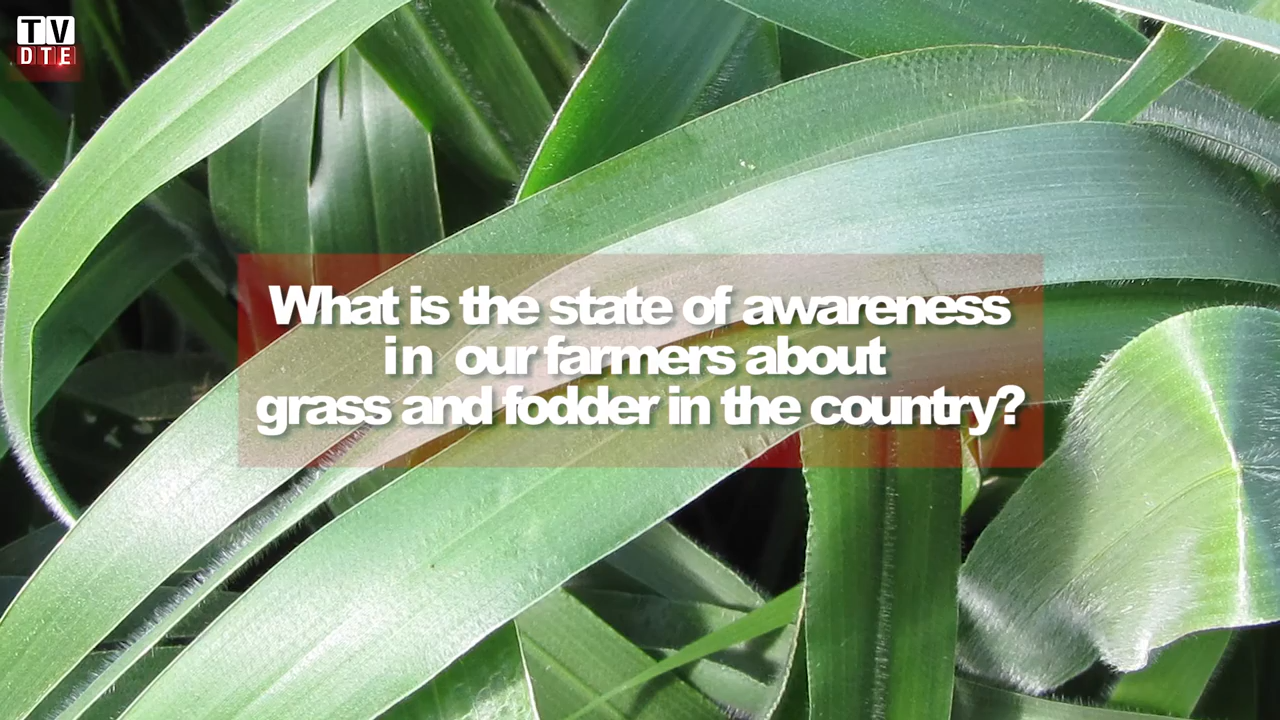 TV
DTE
What is the state of awareness
in our farmers about
grass and fodder in the country?